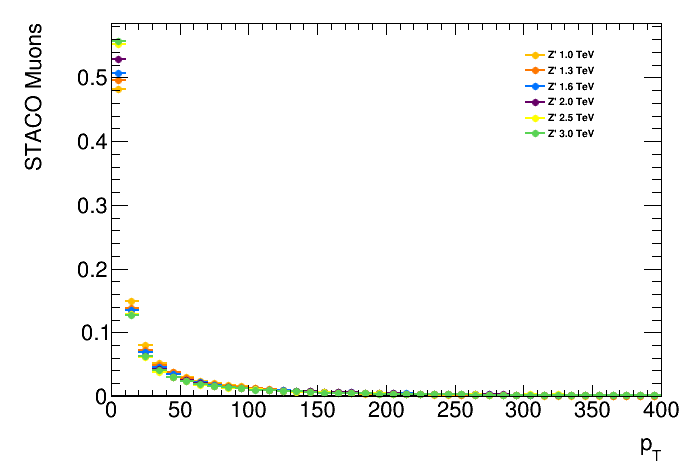 STACO Muons
Z' 1.0 TeV
Z' 1.3 TeV
Z' 1.6 TeV
Z' 2.0 TeV
Z' 2.5 TeV
Z' 3.0 TeV
0.5
0.4
0.3
0.2
0.1
0
0 50 100 150 200 250 300 350 400
p_T